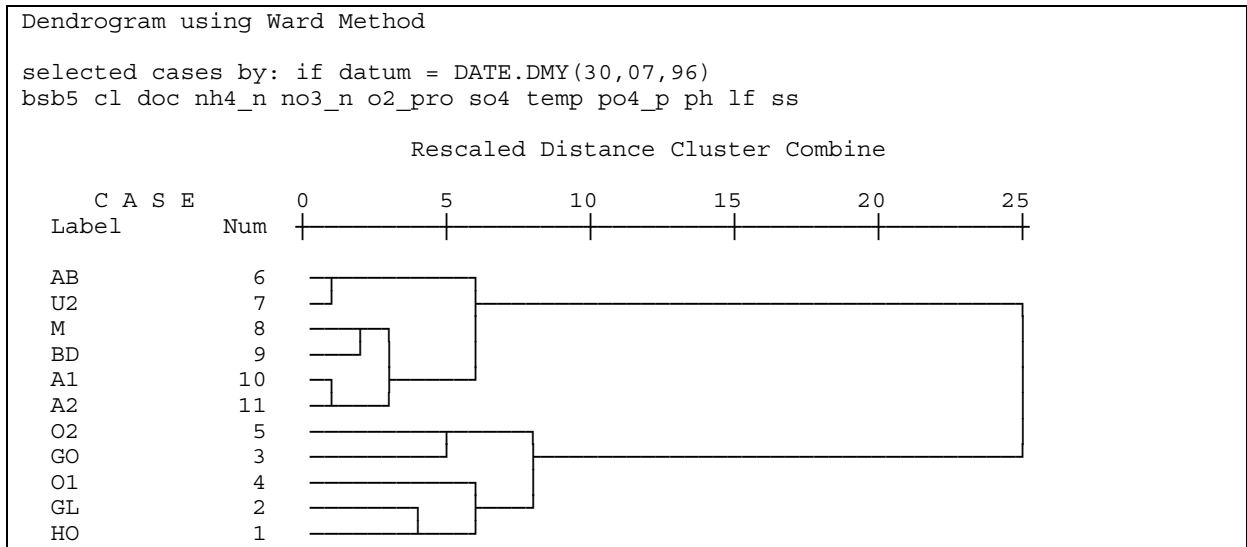 Dendrogram using Ward Method
selected cases by: if datum = DATE.DMY(30,07,96)
bsb5 cl doc nh4_n no3_n o2_pro so4 temp po4_p ph lf ss
Rescaled Distance Cluster Combine
C A S E 0 5 10 15 20 25
Label Num
AB 6
U2 7
M 8
BD 9
A1 10
A2 11
O2 5
GO 3
O1 4
GL 2
HO 1